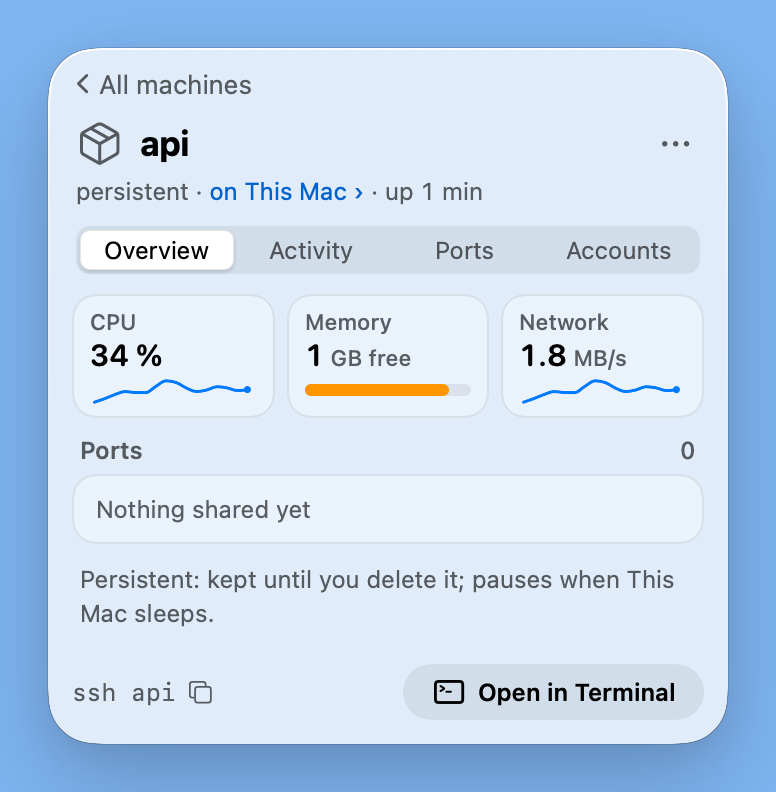 All machines
api
persistent · on This Mac › · up 1 min
Overview Activity Ports Accounts
CPU Memory Network
34 % 1 GB free 1.8 MB/s
Ports 0
Nothing shared yet
Persistent: kept until you delete it; pauses when This
Mac sleeps.
ssh api Open in Terminal